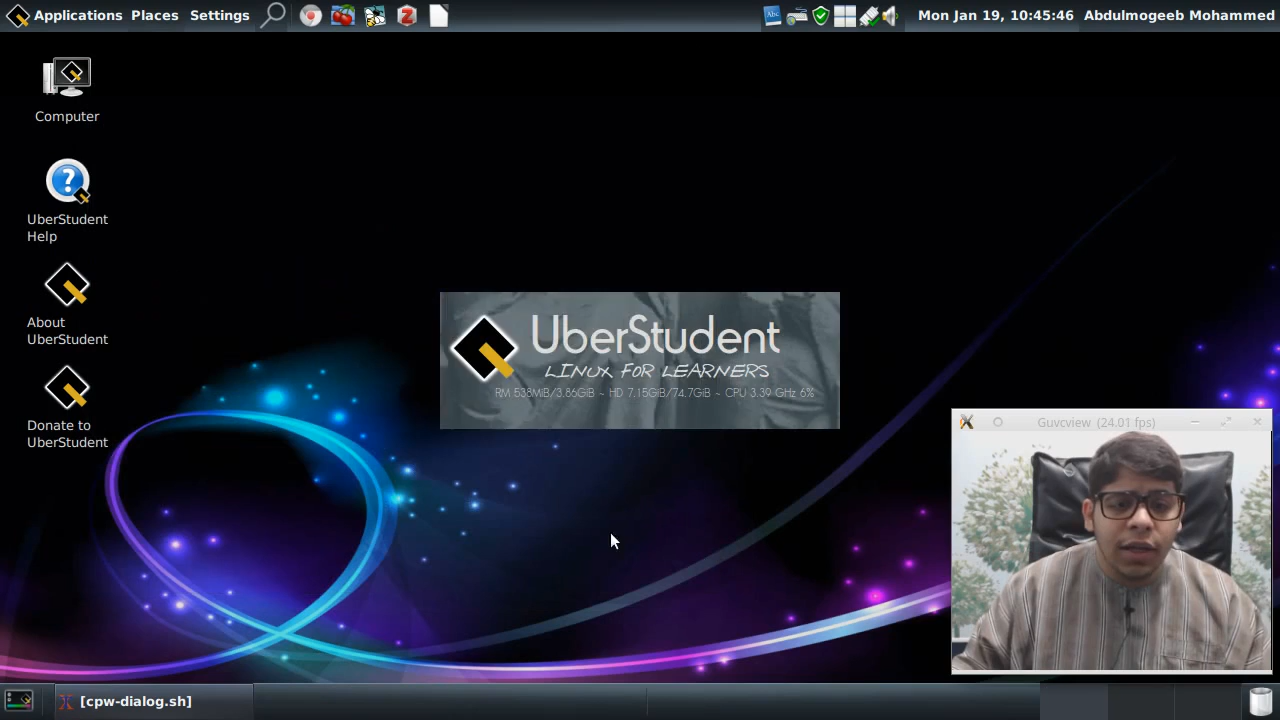 Applications Places Settings
Abc
Mon Jan 19, 10:45:46 Abdulmogeeb Mohammed
Computer
UberStudent
Help
About
UberStudent
Donate to
UberStudent
UberStudent
LINUX FOR LEARNERS
RM 538MiB/3.86GiB ~ HD 7.15GiB/74.7GiB ~ CPU 3.39 GHz 6%
Guvcview (24.01 fps)
[cpw-dialog.sh]